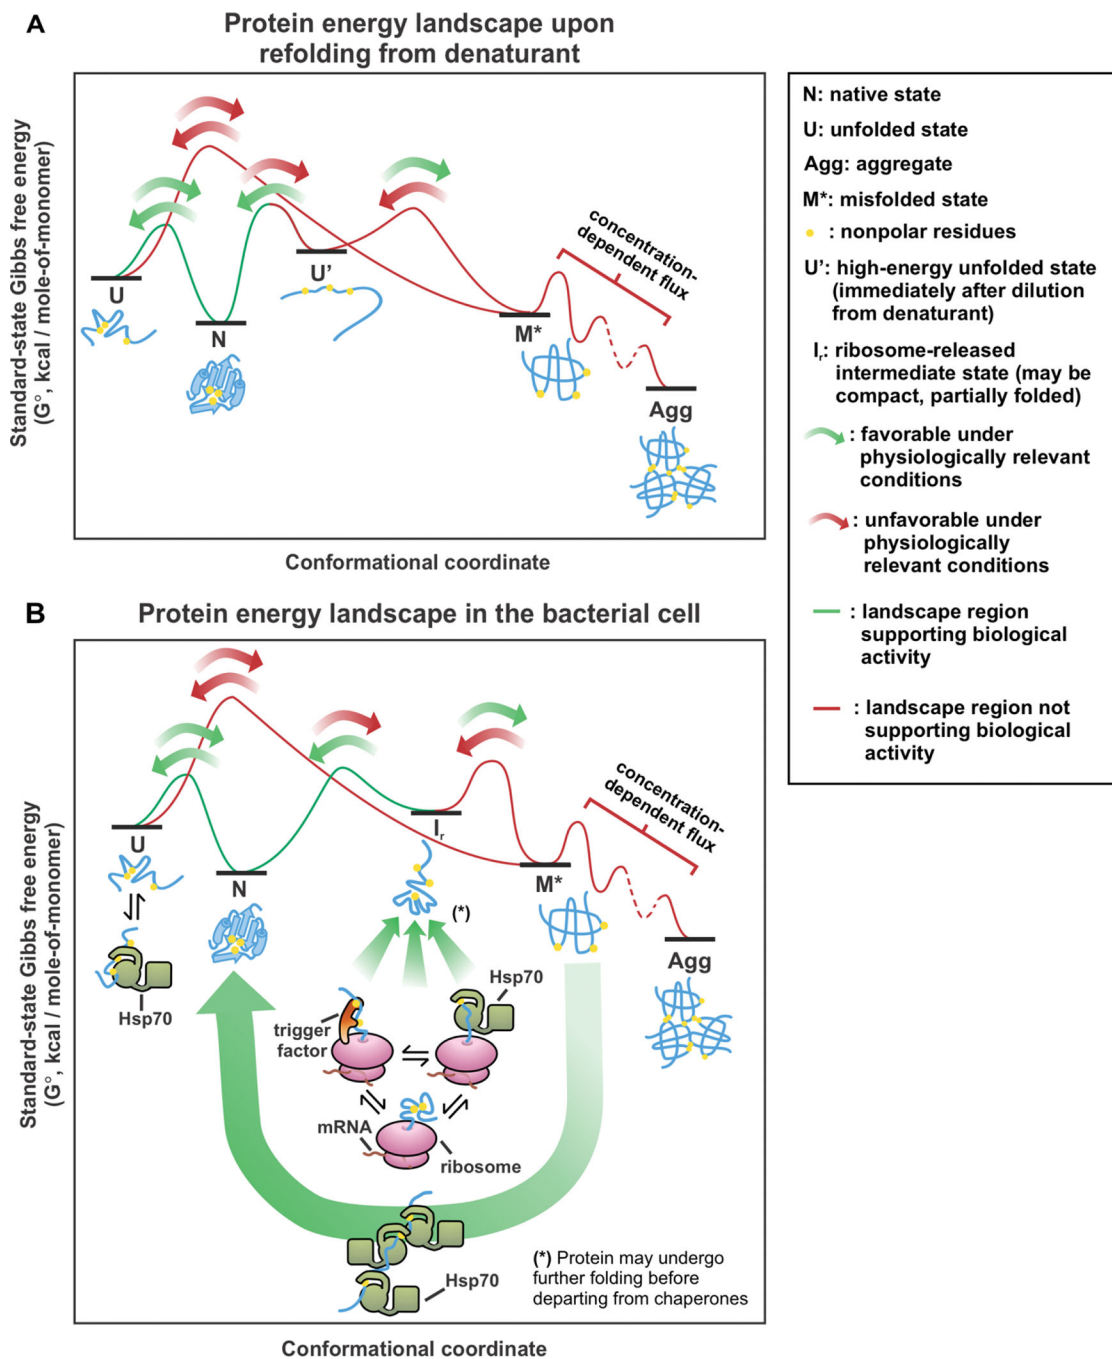 A
Protein energy landscape upon
refolding from denaturant
Standard-state Gibbs free energy
(G°, kcal / mole-of-monomer)
U
N
U'
M*
concentration-
dependent flux
Agg
Conformational coordinate
N: native state
U: unfolded state
Agg: aggregate
M*: misfolded state
: nonpolar residues
U': high-energy unfolded state
(immediately after dilution
from denaturant)
Ir: ribosome-released
intermediate state (may be
compact, partially folded)
: favorable under
physiologically relevant
conditions
: unfavorable under
physiologically
relevant conditions
: landscape region
supporting biological
activity
: landscape region not
supporting biological
activity
B
Protein energy landscape in the bacterial cell
Standard-state Gibbs free energy
(G°, kcal / mole-of-monomer)
U
N
Ir
M*
concentration-
dependent flux
Agg
(*)
Hsp70
Hsp70
trigger
factor
mRNA
ribosome
Hsp70
(*) Protein may undergo
further folding before
departing from chaperones
Conformational coordinate